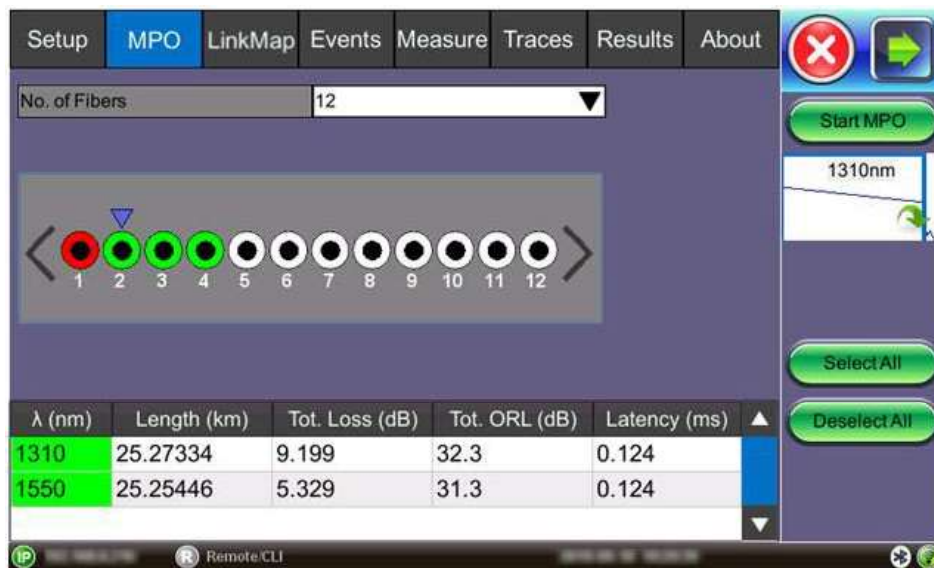 Setup MPO LinkMap Events Measure Traces Results About
No. of Fibers 12
Start MPO
1310nm
1 2 3 4 5 6 7 8 9 10 11 12
Select All
λ (nm) Length (km) Tot. Loss (dB) Tot. ORL (dB) Latency (ms)
Deselect All
1310 25.27334 9.199 32.3 0.124
1550 25.25446 5.329 31.3 0.124
IP R Remote/CLI